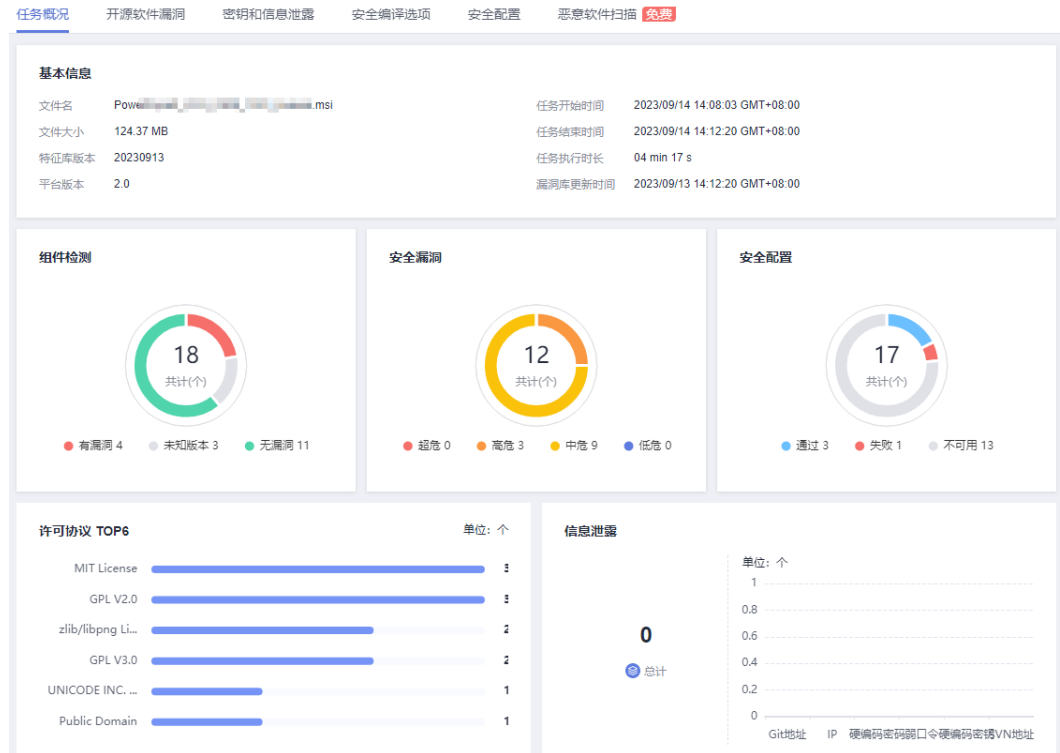 任务概况 开源软件漏洞 密钥和信息泄露 安全编译选项 安全配置 恶意软件扫描 免费
基本信息
文件名 Powe .msi 任务开始时间 2023/09/14 14:08:03 GMT+08:00
文件大小 124.37 MB 任务结束时间 2023/09/14 14:12:20 GMT+08:00
特征库版本 20230913 任务执行时长 04 min 17 s
平台版本 2.0 漏洞库更新时间 2023/09/13 14:12:20 GMT+08:00
组件检测 安全漏洞 安全配置
18 12 17
共计(个) 共计(个) 共计(个)
有漏洞 4 未知版本 3 无漏洞 11 超危 0 高危 3 中危 9 低危 0 通过 3 失败 1 不可用 13
许可协议 TOP6 单位: 个
MIT License
GPL V2.0
zlib/libpng Li...
GPL V3.0
UNICODE INC. ... 1
Public Domain 1
信息泄露
单位: 个
1
0.8
0.6
0.4
0.2
0
0
总计
Git地址 IP 硬编码密码弱口令硬编码密钥VN地址